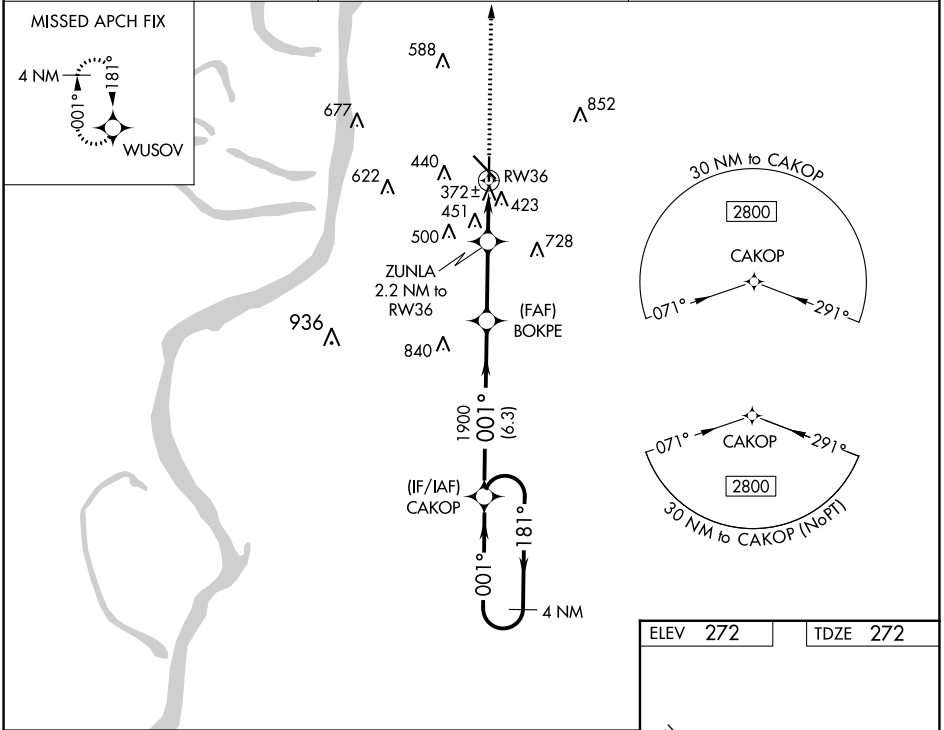 MISSED APCH FIX
4 NM
181°
001°
WUSOV
588
677
852
440
RW36
622
372±
423
451
500
728
ZUNLA
2.2 NM to
RW36
(FAF)
BOKPE
936
840
1900
001°
(6.3)
(IF/IAF)
CAKOP
181°
001°
4 NM
30 NM to CAKOP
2800
CAKOP
071°
291°
071°
CAKOP
291°
2800
30 NM to CAKOP (NoPT)
ELEV 272
TDZE 272